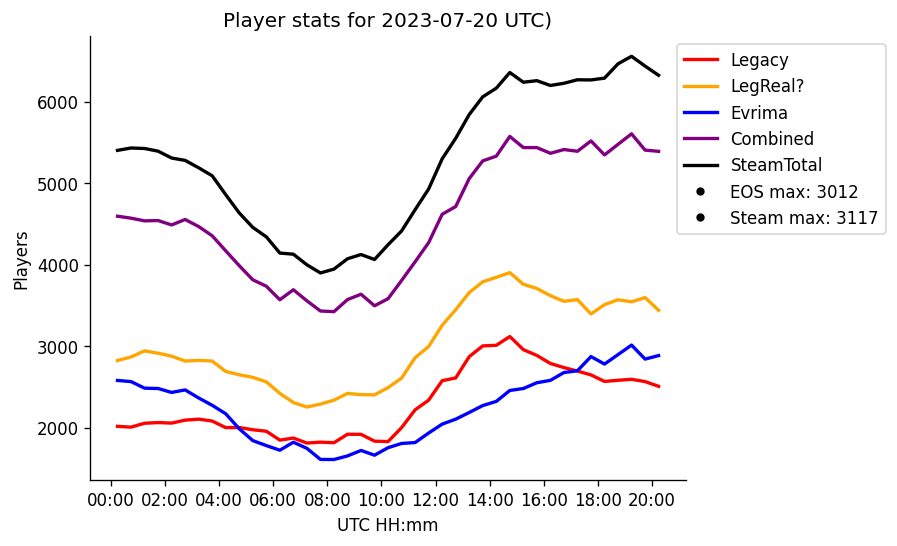 Player stats for 2023-07-20 UTC)
Legacy
LegReal?
Evrima
Combined
SteamTotal
EOS max: 3012
Steam max: 3117
Players
6000
5000
4000
3000
2000
00:00 02:00 04:00 06:00 08:00 10:00 12:00 14:00 16:00 18:00 20:00
UTC HH:mm